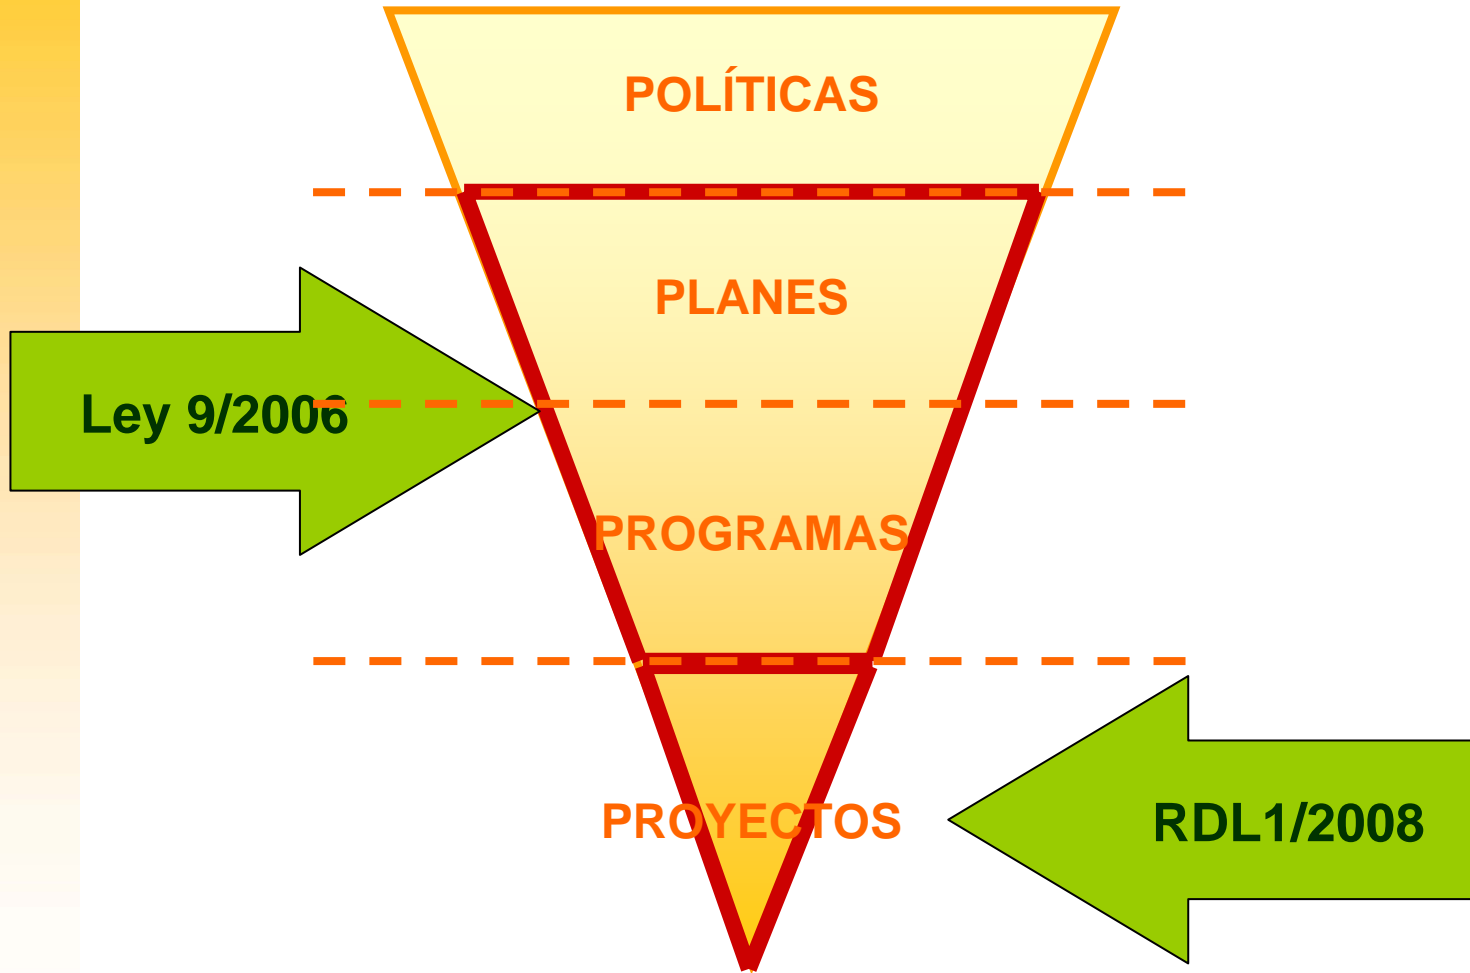 POLÍTICAS
PLANES
Ley 9/2006
PROGRAMAS
PROYECTOS
RDL1/2008